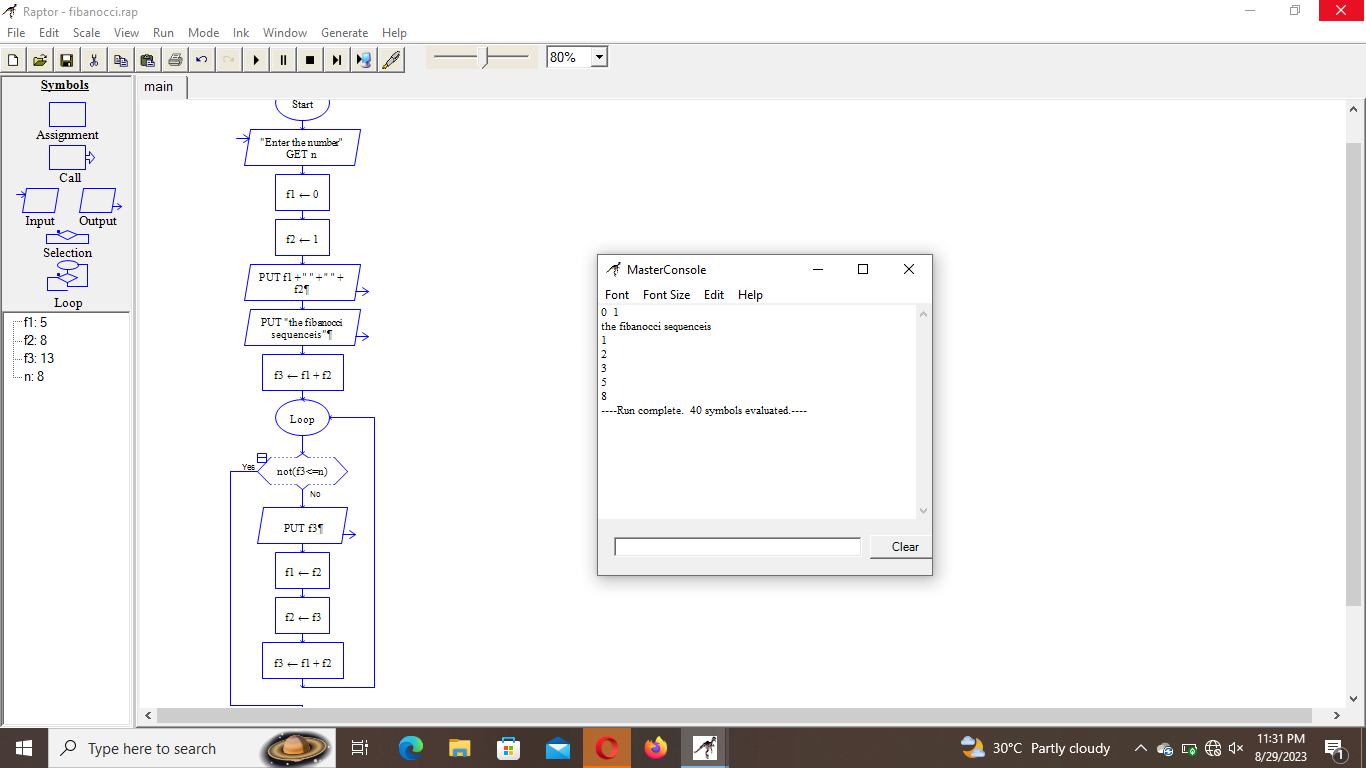 Raptor - fibanocci.rap
File Edit Scale View Run Mode Ink Window Generate Help
80%
Symbols
Assignment
Call
Input Output
Selection
Loop
f1: 5
f2: 8
f3: 13
n: 8
main
Start
"Enter the number"
GET n
f1 ← 0
f2 ← 1
PUT f1 + " " + " " +
f2¶
PUT "the fibanocci
sequenceis"¶
f3 ← f1 + f2
Loop
Yes
not(f3<=n)
No
PUT f3¶
f1 ← f2
f2 ← f3
f3 ← f1 + f2
MasterConsole
Font Font Size Edit Help
0 1
the fibanocci sequenceis
1
2
3
5
8
----Run complete. 40 symbols evaluated.----
Clear
Type here to search
30°C Partly cloudy
11:31 PM
8/29/2023
1